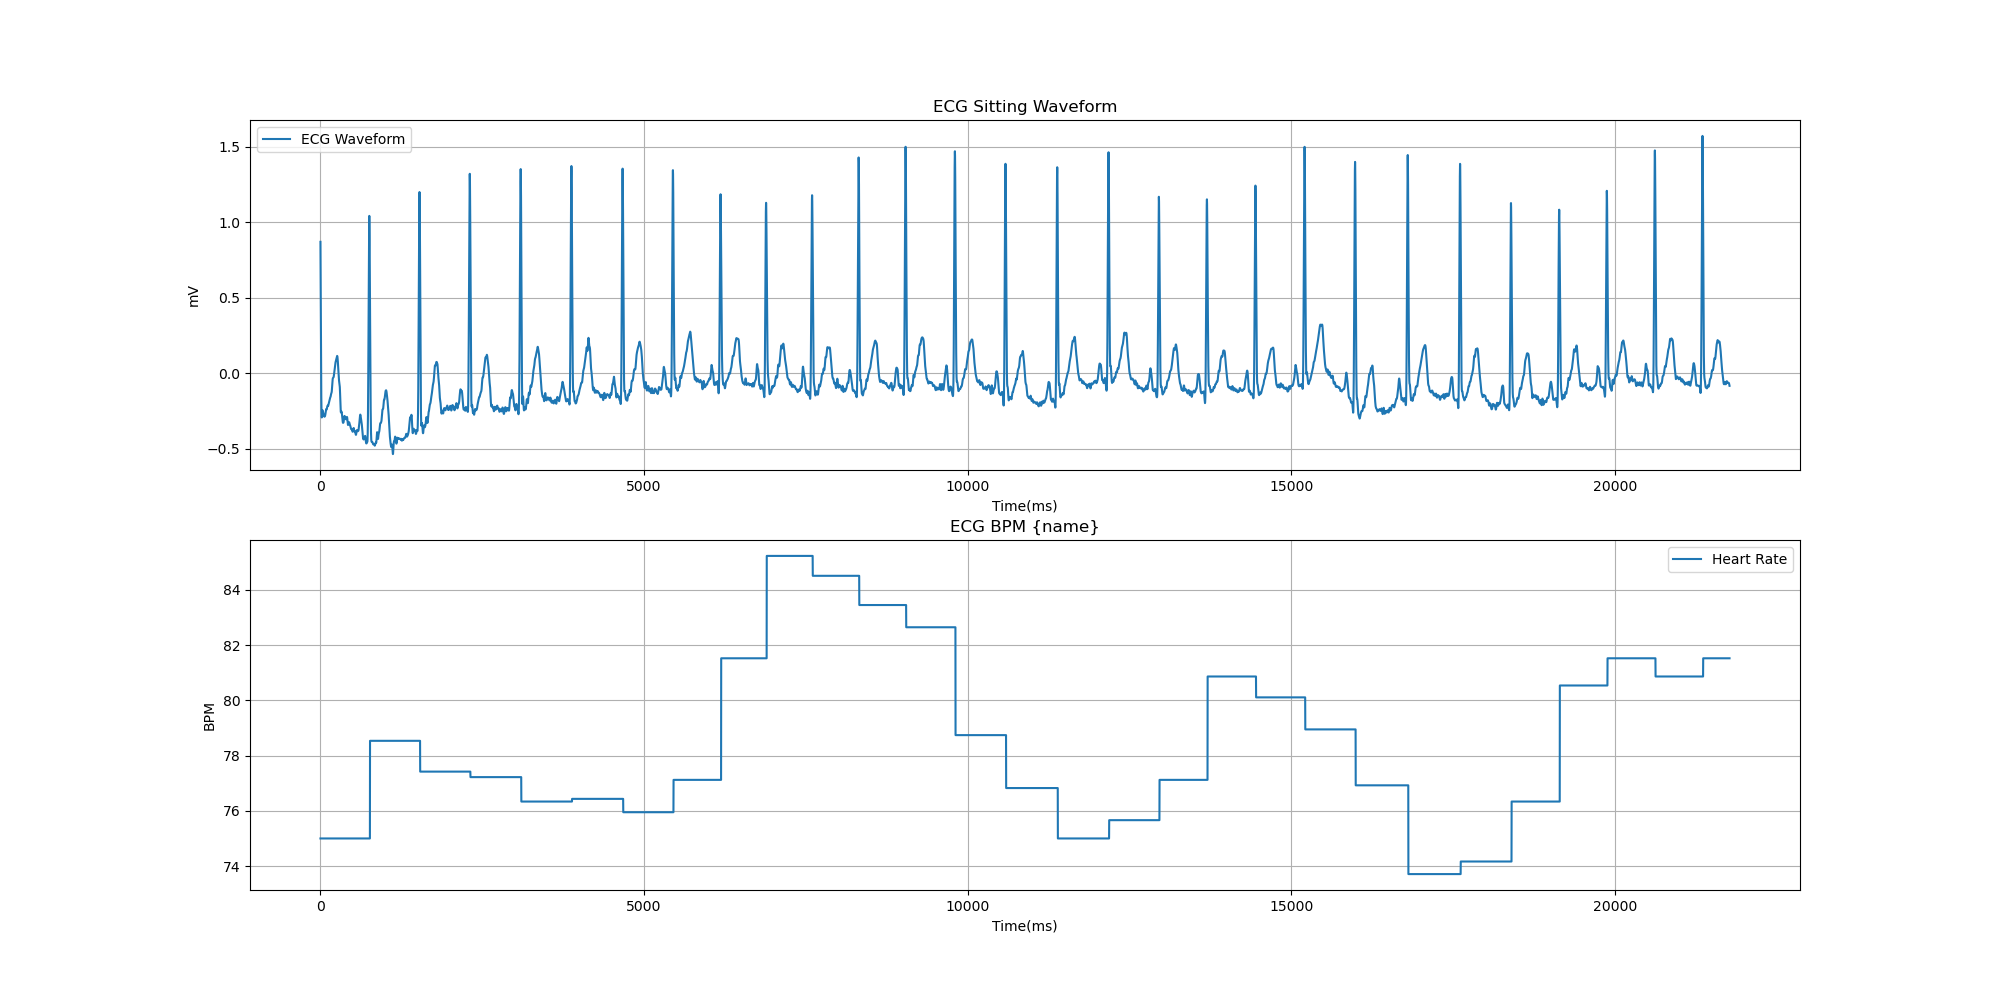 ECG Sitting Waveform
ECG Waveform
1.5
1.0
0.5
0.0
−0.5
mV
0 5000 10000 15000 20000
Time(ms)
ECG BPM {name}
Heart Rate
84
82
80
78
76
74
BPM
0 5000 10000 15000 20000
Time(ms)